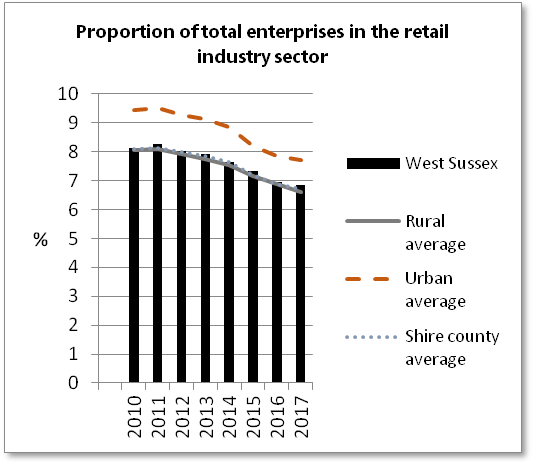 Proportion of total enterprises in the retail
industry sector
10
9
8
7
6
5
4
3
2
1
0
%
2010
2011
2012
2013
2014
2015
2016
2017
West Sussex
Rural
average
Urban
average
Shire county
average